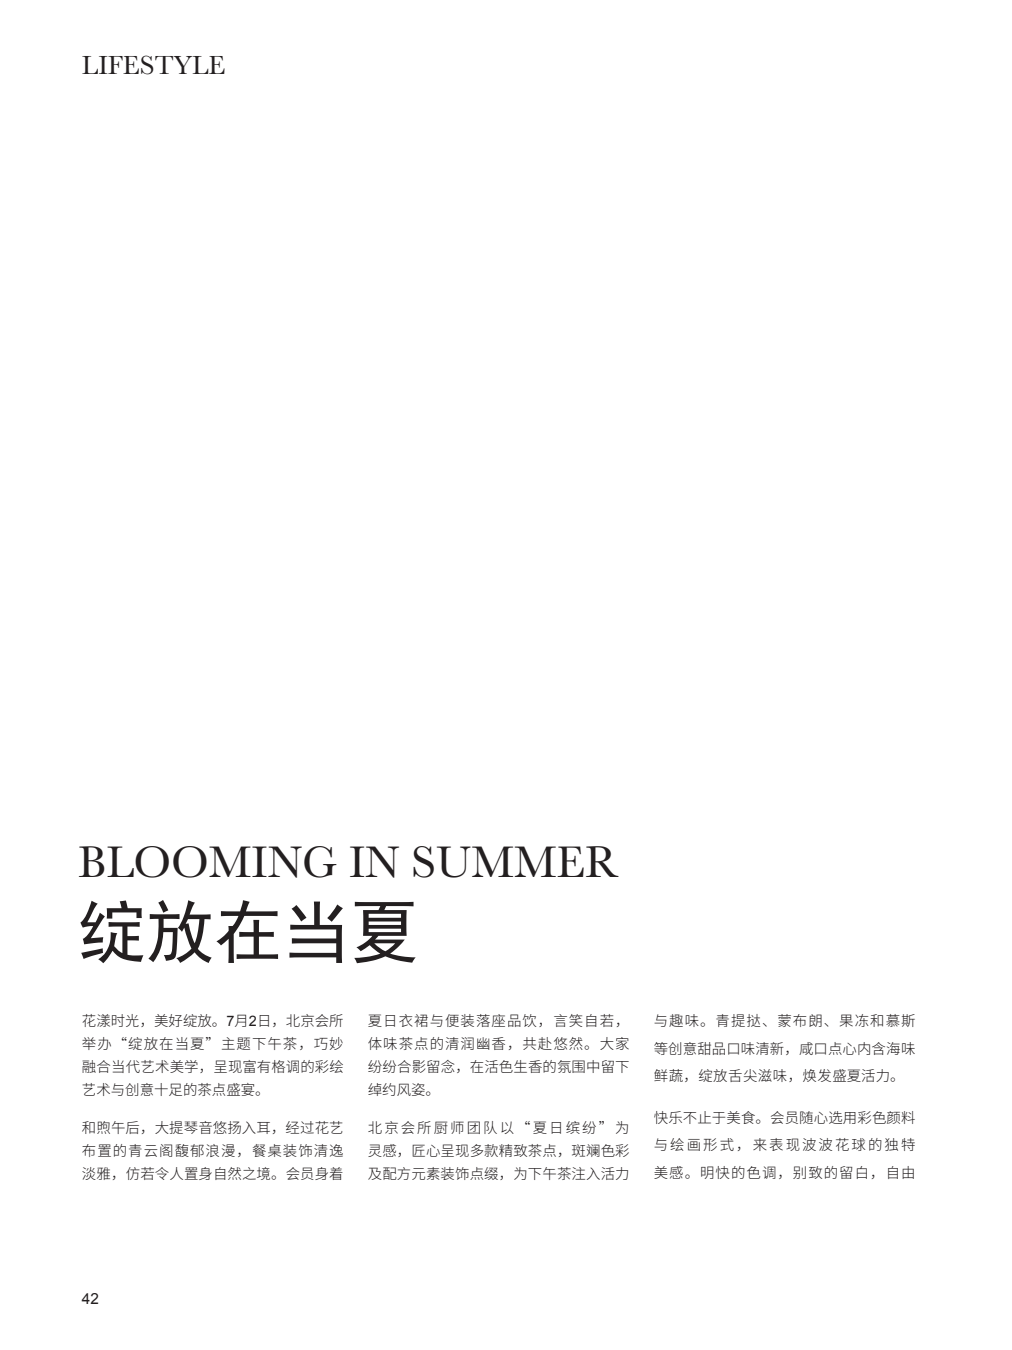 LIFESTYLE
BLOOMING IN SUMMER
绽放在当夏
花漾时光，美好绽放。7月2日，北京会所
举办“绽放在当夏”主题下午茶，巧妙
融合当代艺术美学，呈现富有格调的彩绘
艺术与创意十足的茶点盛宴。
和煦午后，大提琴音悠扬入耳，经过花艺
布置的青云阁馥郁浪漫，餐桌装饰清逸
淡雅，仿若令人置身自然之境。会员身着
夏日衣裙与便装落座品饮，言笑自若，
体味茶点的清润幽香，共赴悠然。大家
纷纷合影留念，在活色生香的氛围中留下
绰约风姿。
北京会所厨师团队以“夏日缤纷”为
灵感，匠心呈现多款精致茶点，斑斓色彩
及配方元素装饰点缀，为下午茶注入活力
与趣味。青提挞、蒙布朗、果冻和慕斯
等创意甜品口味清新，咸口点心内含海味
鲜蔬，绽放舌尖滋味，焕发盛夏活力。
快乐不止于美食。会员随心选用彩色颜料
与绘画形式，来表现波波花球的独特
美感。明快的色调，别致的留白，自由
42